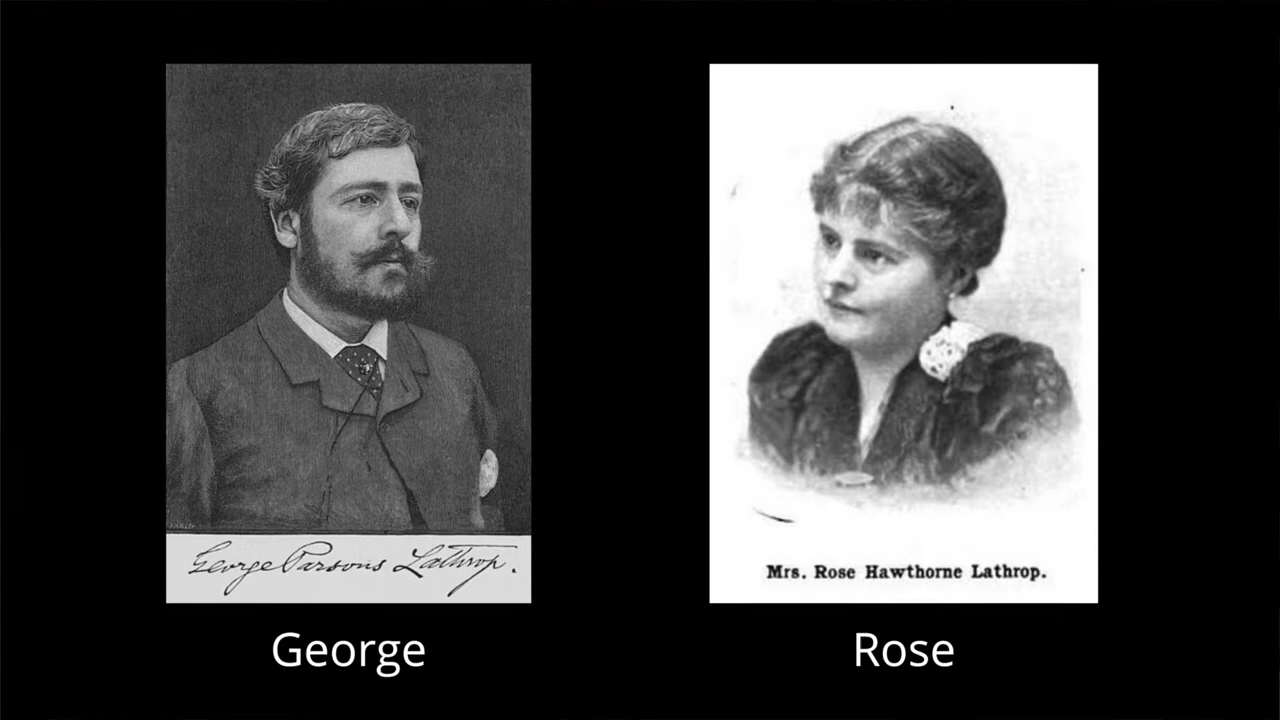 George Parsons Lathrop.
Mrs. Rose Hawthorne Lathrop.
George
Rose